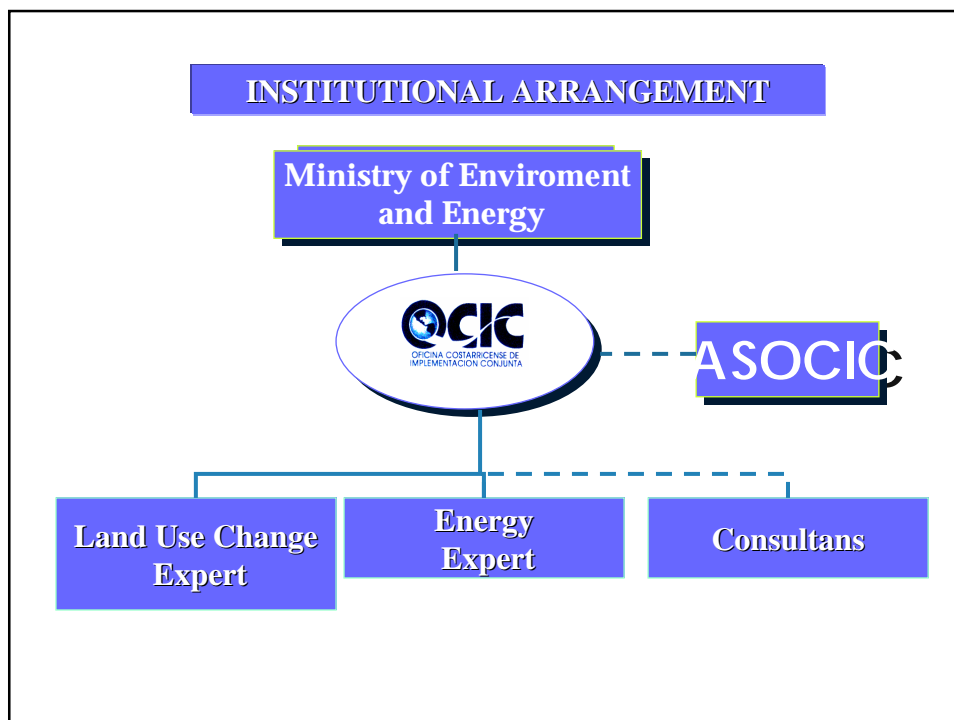 INSTITUTIONAL ARRANGEMENT
Ministry of Enviroment
and Energy
OCIC
OFICINA COSTARRICENSE DE
IMPLEMENTACION CONJUNTA
ASOCIC
Land Use Change
Expert
Energy
Expert
Consultans